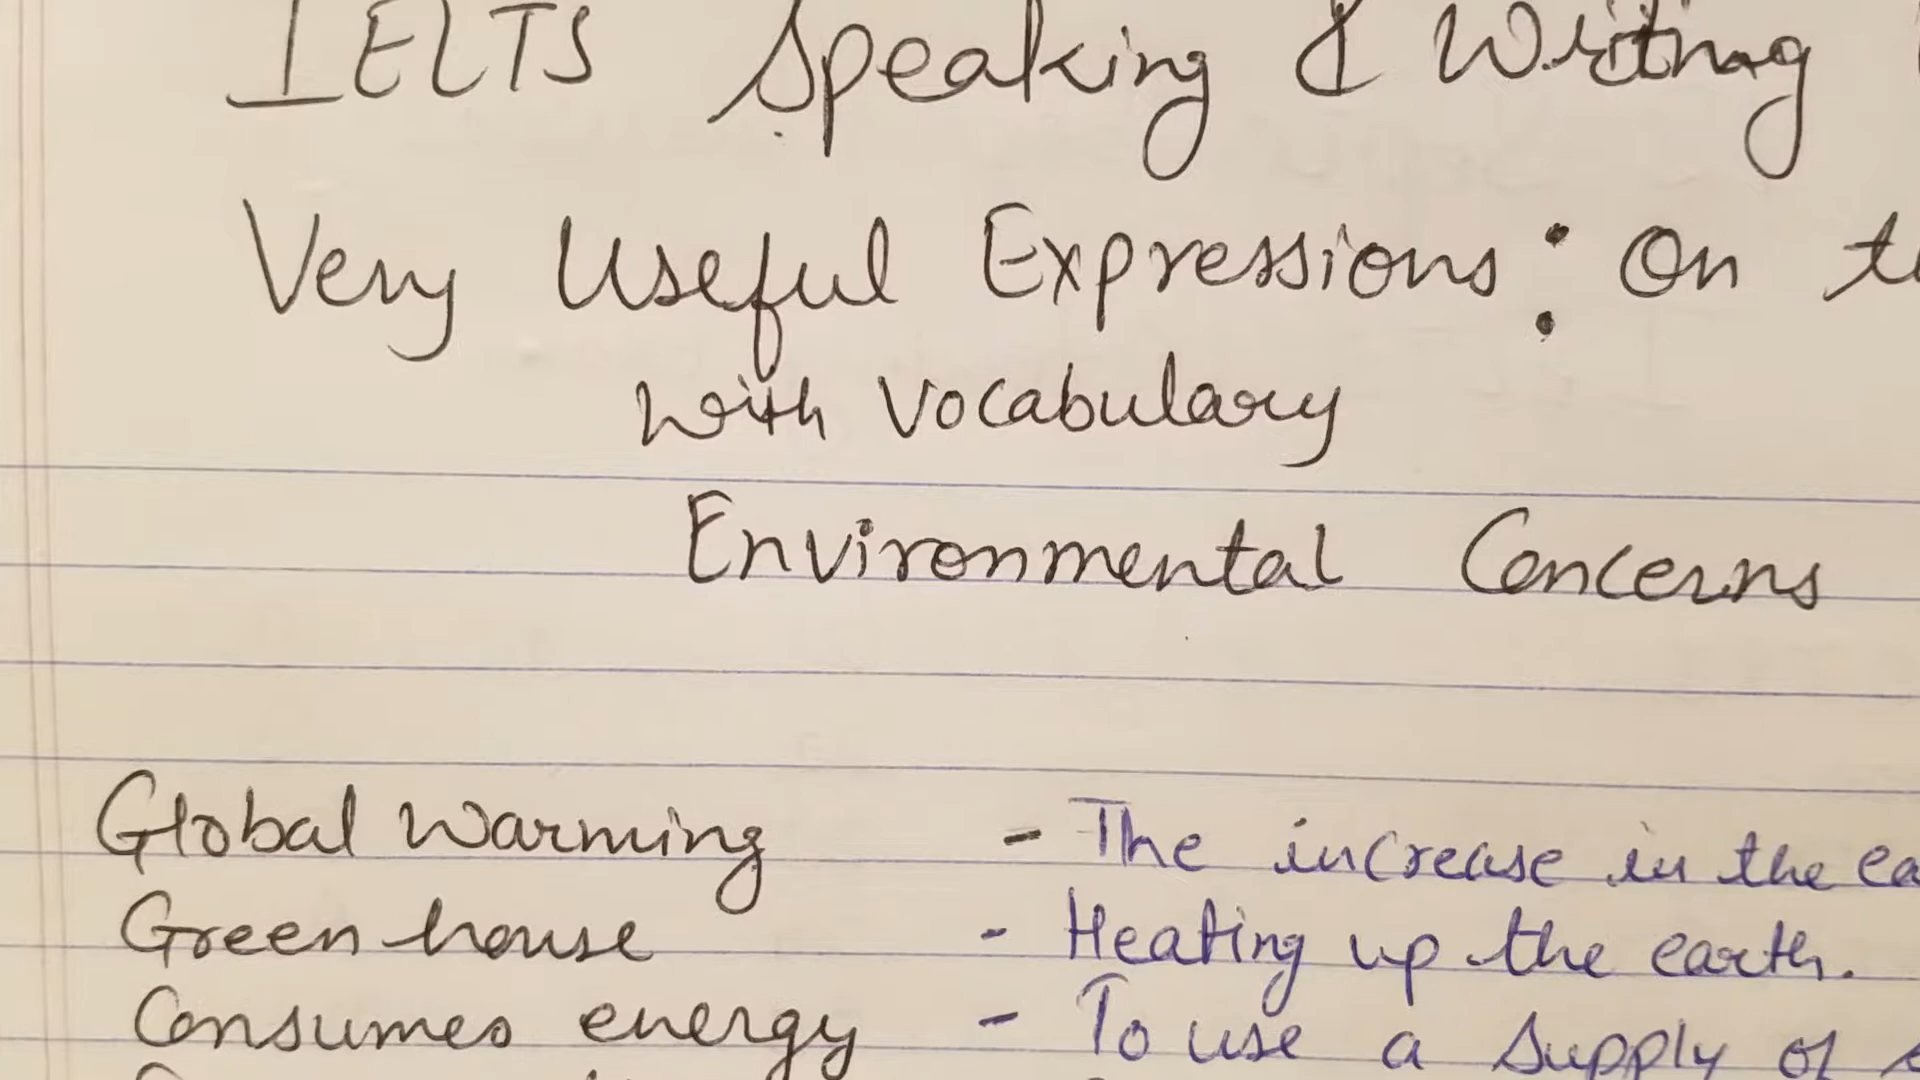 IELTS Speaking & Writing
Very Useful Expressions : On
with vocabulary
Environmental Concerns
Global Warming - The increase in the ea
Green house - Heating up the earth.
Consumes energy - To use a supply of